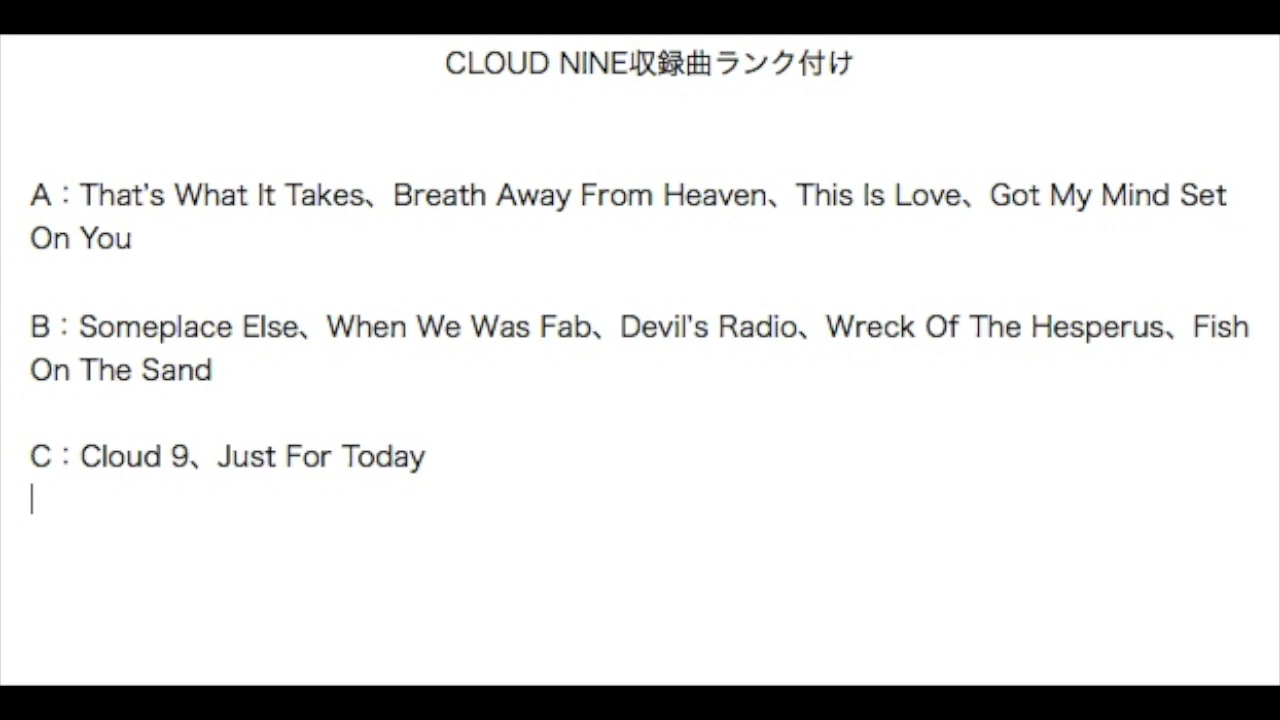 CLOUD NINE収録曲ランク付け
A：That's What It Takes、Breath Away From Heaven、This Is Love、Got My Mind Set
On You
B：Someplace Else、When We Was Fab、Devil's Radio、Wreck Of The Hesperus、Fish
On The Sand
C：Cloud 9、Just For Today